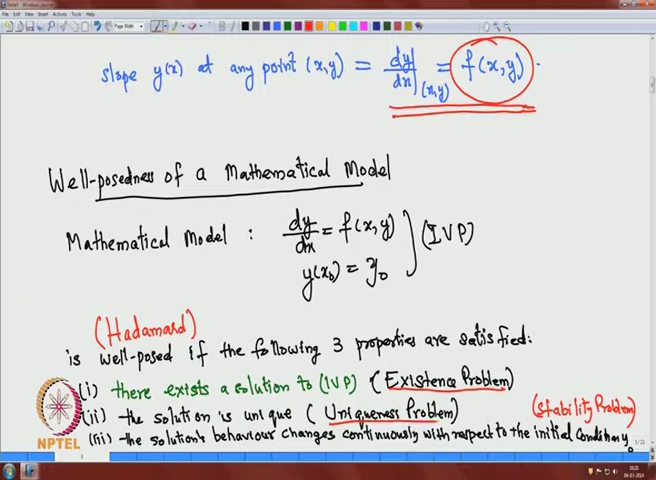 slope y(x) at any point (x,y) = dy/dx|(x,y) = f(x,y).
Well-posedness of a Mathematical Model
Mathematical Model : dy/dx = f(x,y)
y(x₀) = y₀
(IVP)
(Hadamard)
is well-posed if the following 3 properties are satisfied:
(i) there exists a solution to (IVP) (Existence Problem)
(ii) the solution is unique (Uniqueness Problem) (Stability Problem)
(iii) the solution's behaviour changes continuously with respect to the initial condition y₀
NPTEL